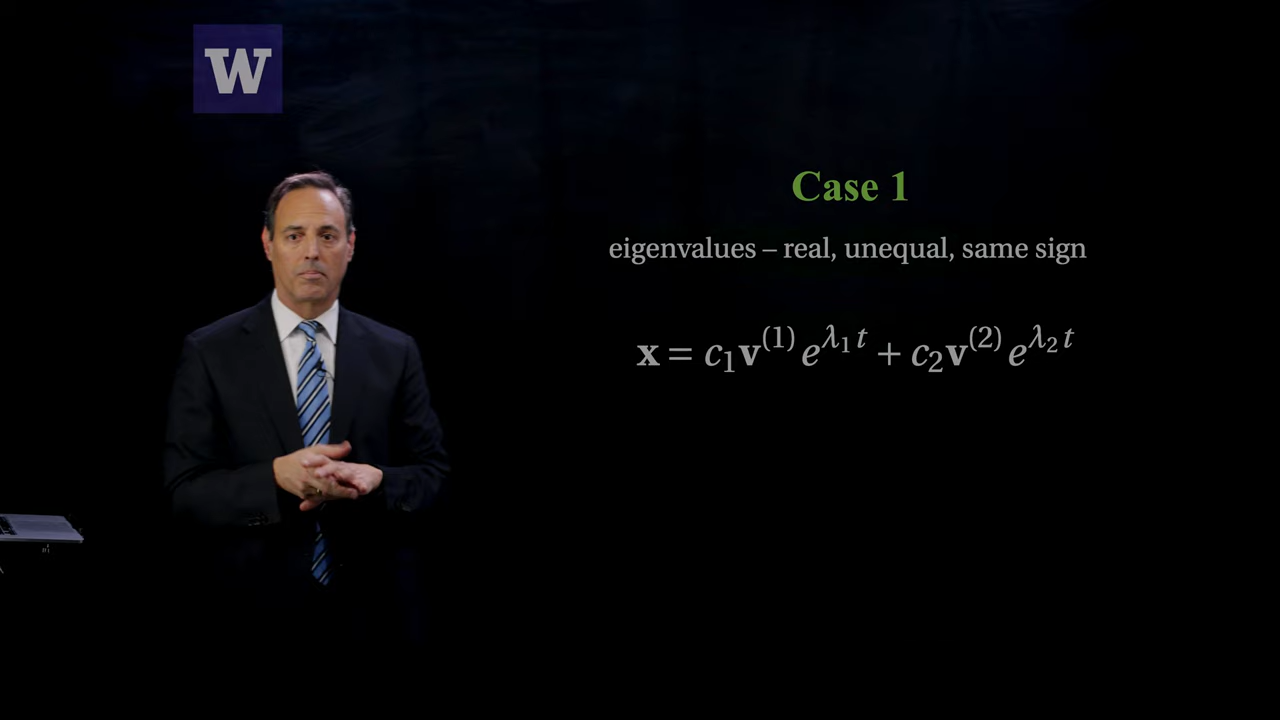 W
Case 1
eigenvalues – real, unequal, same sign
x = c₁v⁽¹⁾e^{λ₁t} + c₂v⁽²⁾e^{λ₂t}